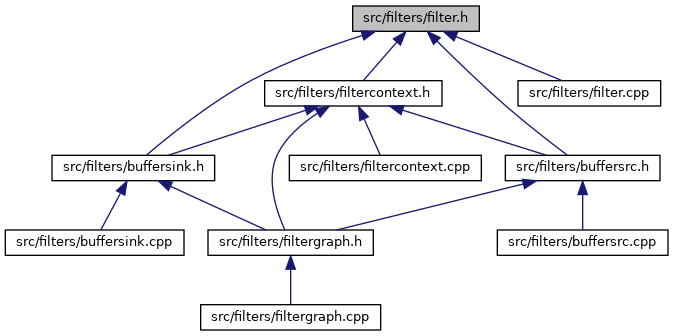 src/filters/filter.h
src/filters/filtercontext.h
src/filters/filter.cpp
src/filters/buffersink.h
src/filters/filtercontext.cpp
src/filters/buffersrc.h
src/filters/buffersink.cpp
src/filters/filtergraph.h
src/filters/buffersrc.cpp
src/filters/filtergraph.cpp